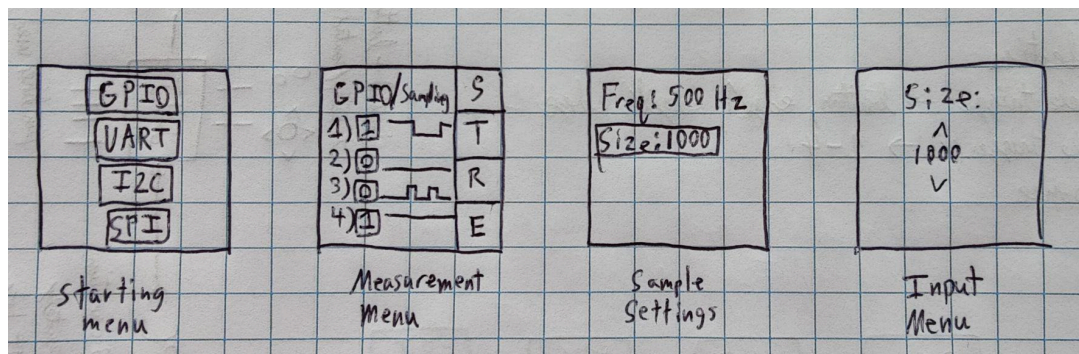 GPIO
UART
I2C
SPI
Starting
menu
GPIO/Sampling
S
1) 1
T
2) 0
R
3) 0
4) 1
E
Measurement
menu
Freq: 500 Hz
Size:1000
Sample
Settings
Size:
1000
Input
Menu